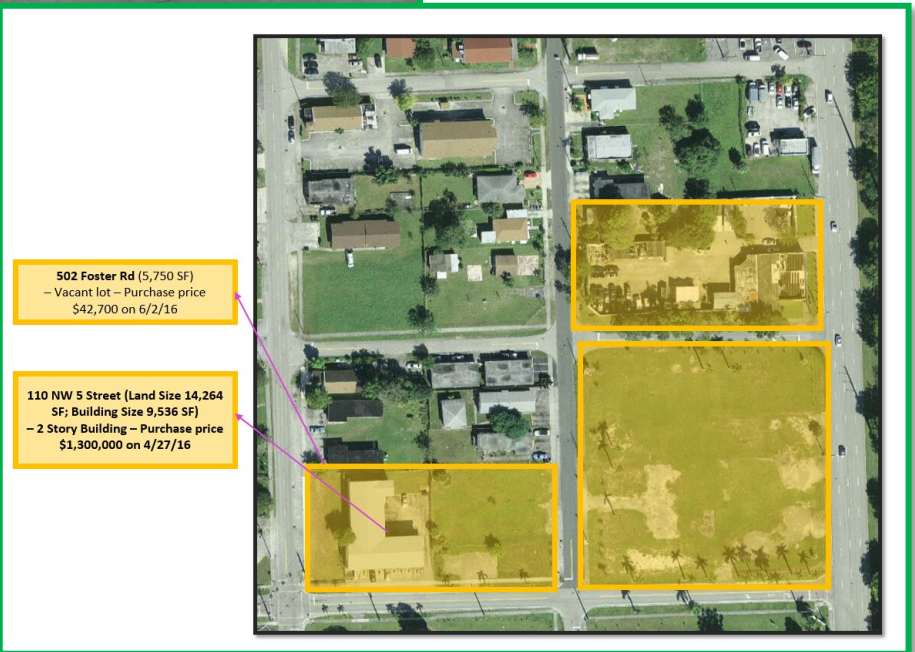 502 Foster Rd (5,750 SF)
– Vacant lot – Purchase price
$42,700 on 6/2/16
110 NW 5 Street (Land Size 14,264
SF; Building Size 9,536 SF)
– 2 Story Building – Purchase price
$1,300,000 on 4/27/16